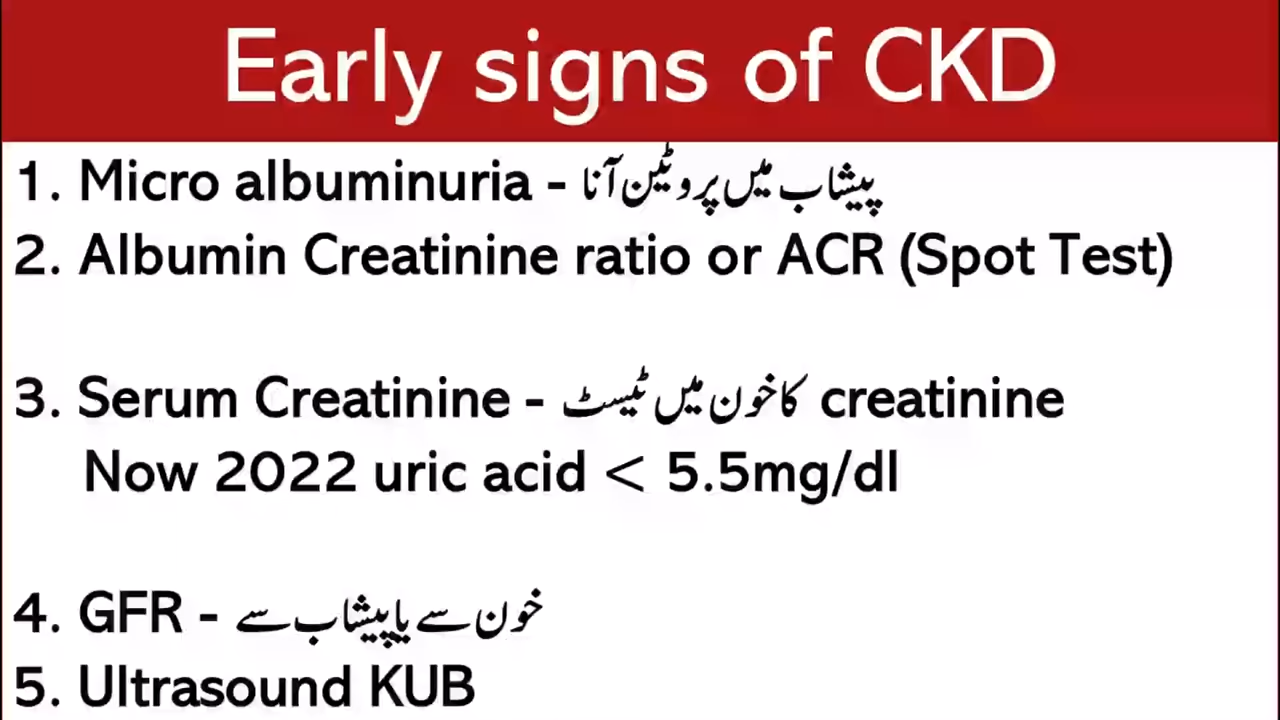 Early signs of CKD
1. Micro albuminuria - پیشاب میں پروٹین آنا
2. Albumin Creatinine ratio or ACR (Spot Test)
3. Serum Creatinine - کا خون میں ٹیسٹ creatinine
Now 2022 uric acid < 5.5mg/dl
4. GFR - خون سے یا پیشاب سے
5. Ultrasound KUB